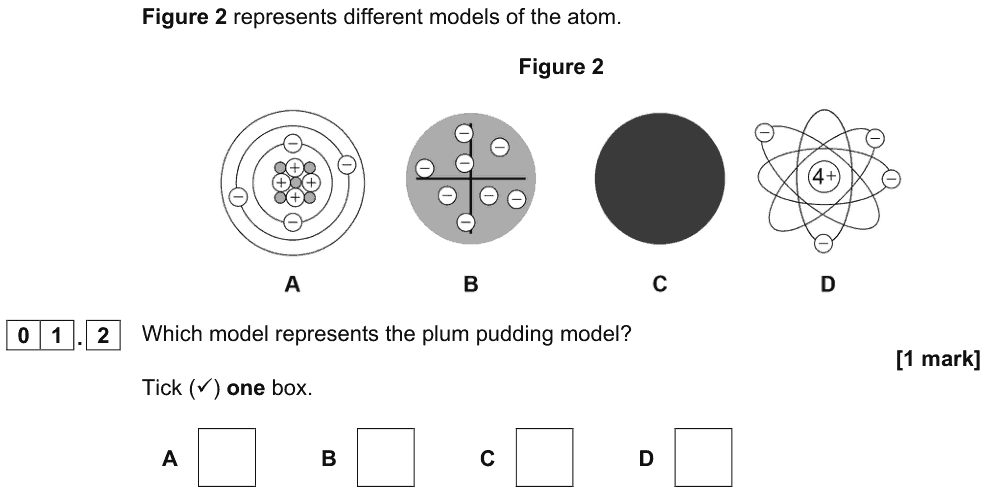 Figure 2 represents different models of the atom.
Figure 2
− − − − + + + +
− − − − − − − −
4+ − − − −
A B C D
0 1 . 2 Which model represents the plum pudding model?
[1 mark]
Tick (✓) one box.
A B C D